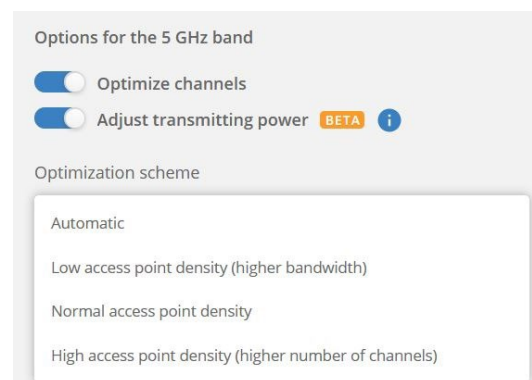 Options for the 5 GHz band
Optimize channels
Adjust transmitting power BETA i
Optimization scheme
Automatic
Low access point density (higher bandwidth)
Normal access point density
High access point density (higher number of channels)